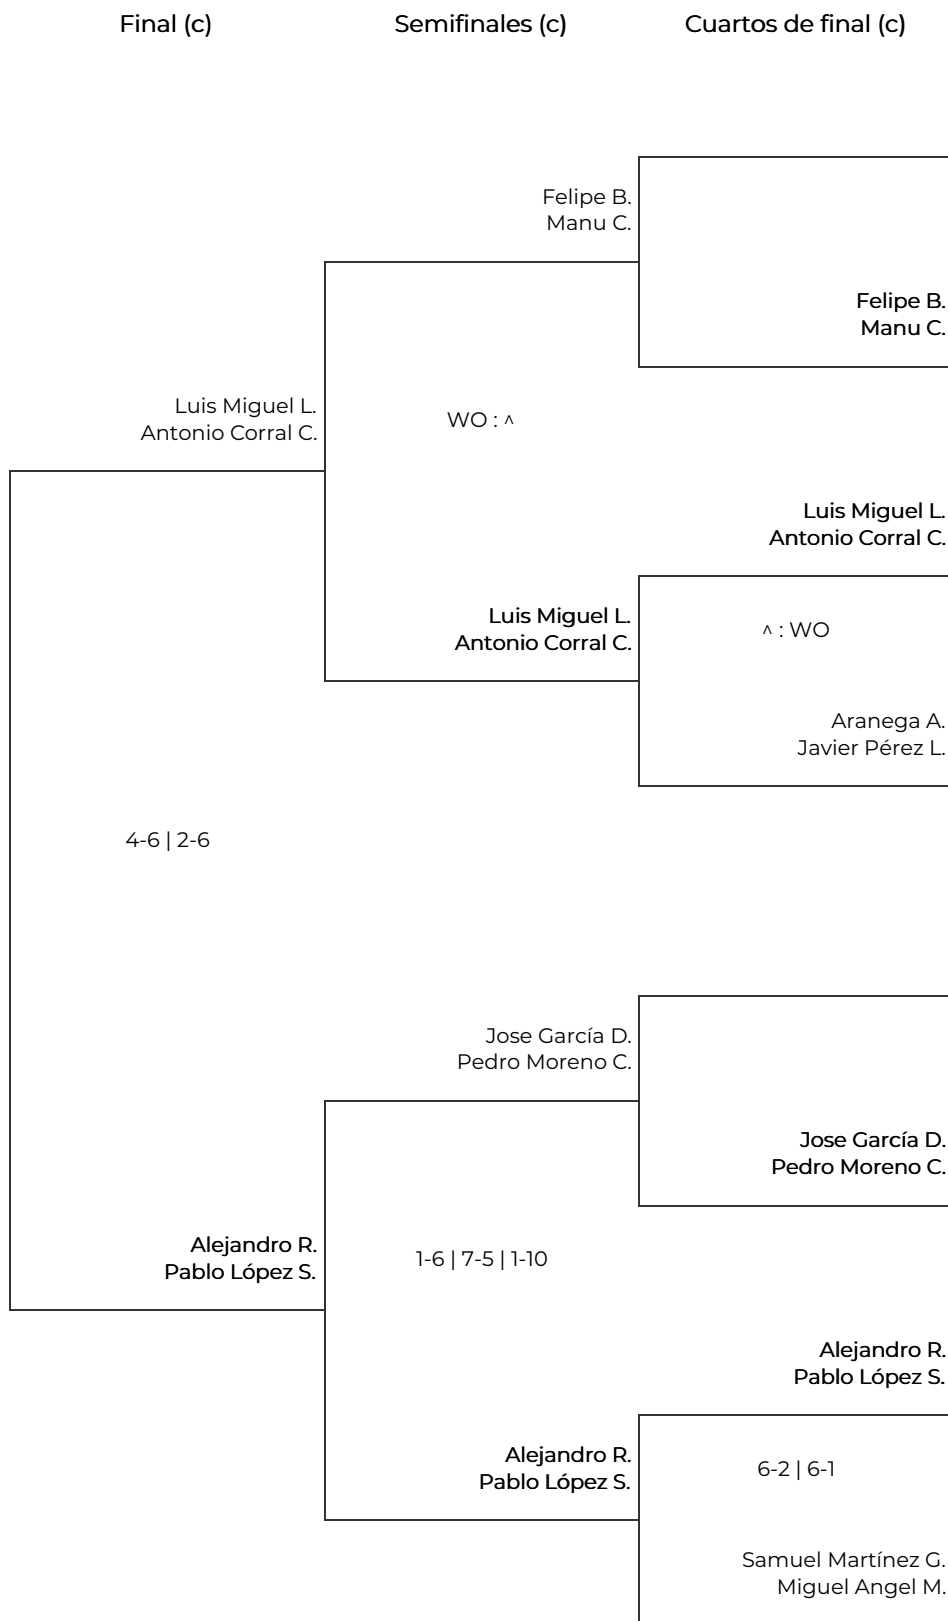 Final (c)
Semifinales (c)
Cuartos de final (c)
Felipe B.
Manu C.
Felipe B.
Manu C.
Luis Miguel L.
Antonio Corral C.
WO : ^
Luis Miguel L.
Antonio Corral C.
Luis Miguel L.
Antonio Corral C.
^ : WO
Aranega A.
Javier Pérez L.
4-6 | 2-6
Jose García D.
Pedro Moreno C.
Jose García D.
Pedro Moreno C.
Alejandro R.
Pablo López S.
1-6 | 7-5 | 1-10
Alejandro R.
Pablo López S.
Alejandro R.
Pablo López S.
6-2 | 6-1
Samuel Martínez G.
Miguel Angel M.